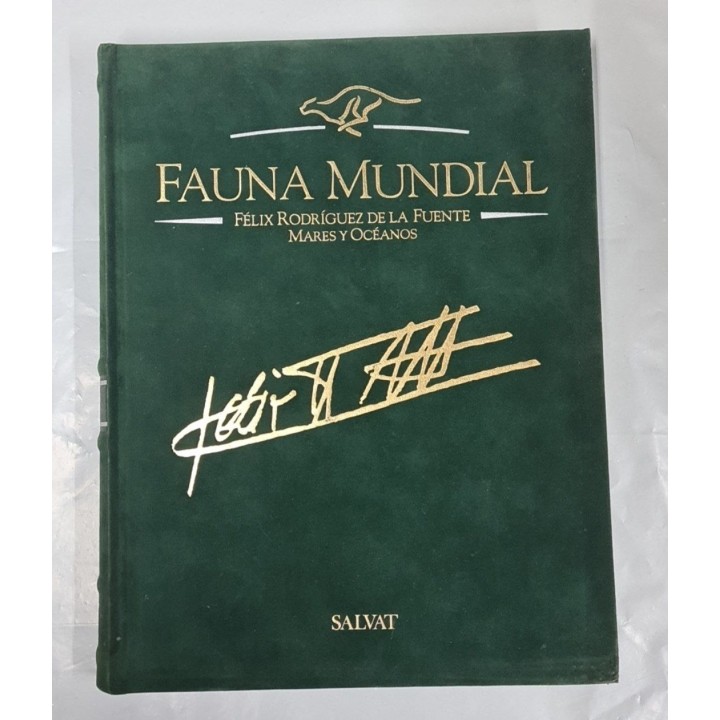 FAUNA MUNDIAL
FÉLIX RODRÍGUEZ DE LA FUENTE
MARES Y OCÉANOS
SALVAT